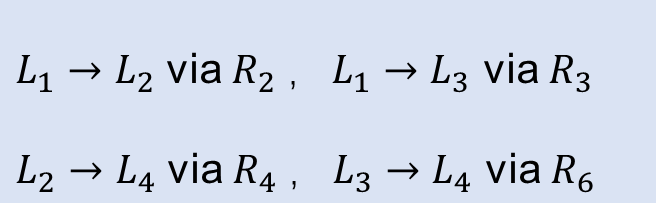 L₁ → L₂ via R₂ , L₁ → L₃ via R₃
L₂ → L₄ via R₄ , L₃ → L₄ via R₆